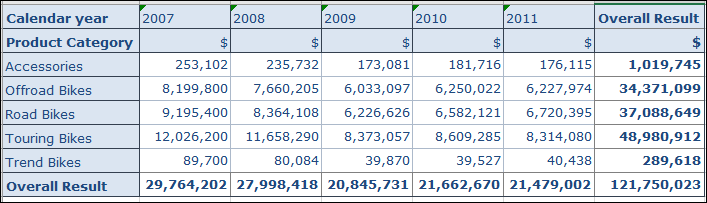 Calendar year 2007 2008 2009 2010 2011 Overall Result
Product Category $ $ $ $ $ $
Accessories 253,102 235,732 173,081 181,716 176,115 1,019,745
Offroad Bikes 8,199,800 7,660,205 6,033,097 6,250,022 6,227,974 34,371,099
Road Bikes 9,195,400 8,364,108 6,226,626 6,582,121 6,720,395 37,088,649
Touring Bikes 12,026,200 11,658,290 8,373,057 8,609,285 8,314,080 48,980,912
Trend Bikes 89,700 80,084 39,870 39,527 40,438 289,618
Overall Result 29,764,202 27,998,418 20,845,731 21,662,670 21,479,002 121,750,023